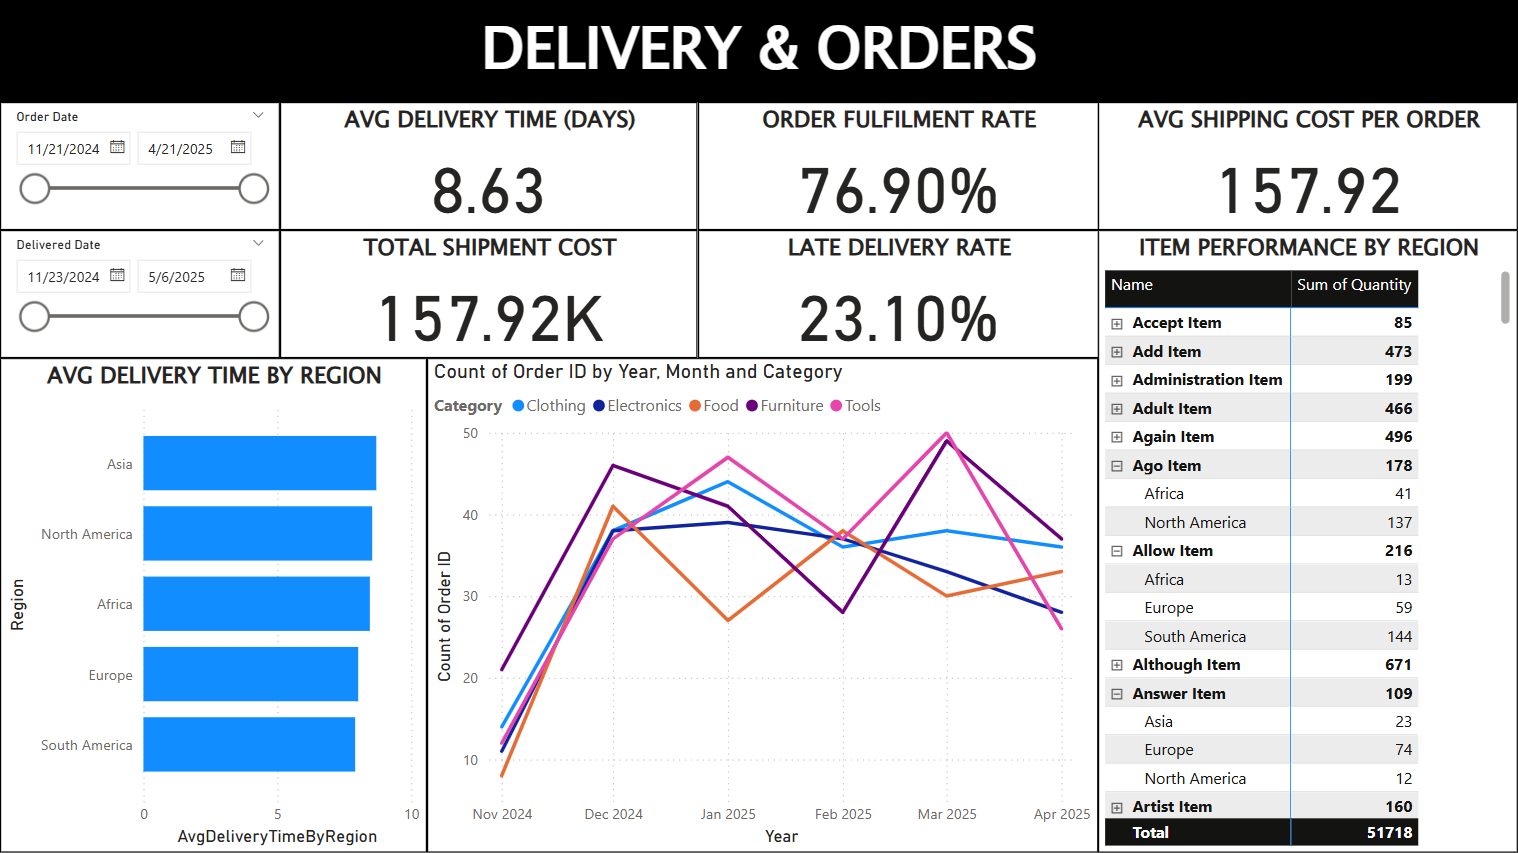 DELIVERY & ORDERS
Order Date
11/21/2024 4/21/2025
AVG DELIVERY TIME (DAYS)
8.63
ORDER FULFILMENT RATE
76.90%
AVG SHIPPING COST PER ORDER
157.92
Delivered Date
11/23/2024 5/6/2025
TOTAL SHIPMENT COST
157.92K
LATE DELIVERY RATE
23.10%
ITEM PERFORMANCE BY REGION
Name Sum of Quantity
Accept Item 85
Add Item 473
Administration Item 199
Adult Item 466
Again Item 496
Ago Item 178
Africa 41
North America 137
Allow Item 216
Africa 13
Europe 59
South America 144
Although Item 671
Answer Item 109
Asia 23
Europe 74
North America 12
Artist Item 160
Total 51718
AVG DELIVERY TIME BY REGION
Region
Asia
North America
Africa
Europe
South America
0 5 10
AvgDeliveryTimeByRegion
Count of Order ID by Year, Month and Category
Category Clothing Electronics Food Furniture Tools
Count of Order ID
50
40
30
20
10
Nov 2024 Dec 2024 Jan 2025 Feb 2025 Mar 2025 Apr 2025
Year